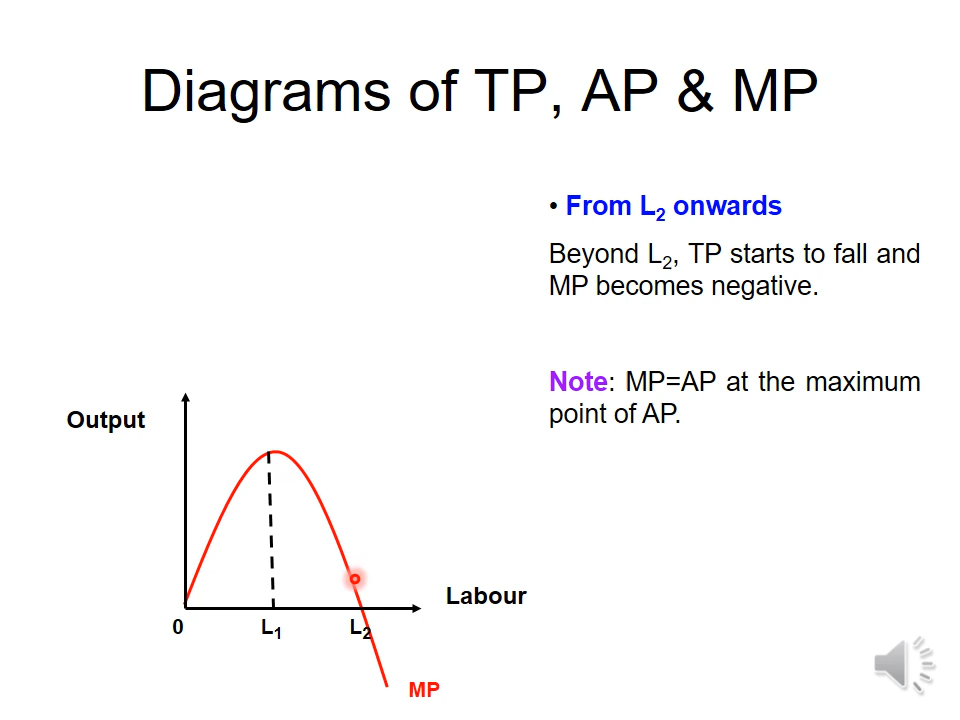 Diagrams of TP, AP & MP
• From L₂ onwards
Beyond L₂, TP starts to fall and
MP becomes negative.
Note: MP=AP at the maximum
point of AP.
Output
Labour
0
L₁
L₂
MP